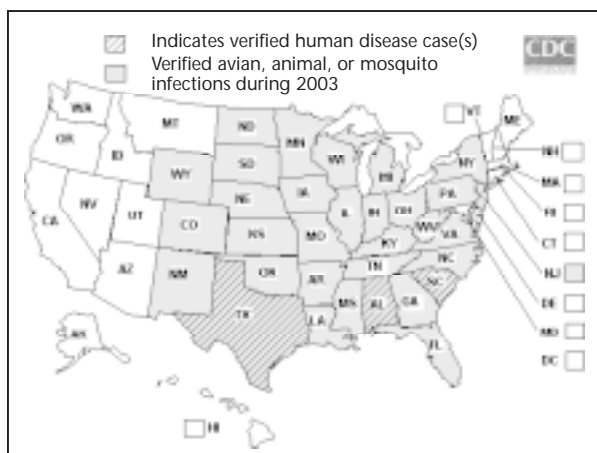 Indicates verified human disease case(s)
Verified avian, animal, or mosquito
infections during 2003
CDC
WA
MT
ND
MN
VT
ME
OR
ID
SD
WI
MI
NY
NH
WY
MA
IA
PA
NE
RI
NV
UT
IL
IN
OH
CA
CO
WV
VA
CT
KS
MO
KY
NC
NJ
TN
AZ
OK
AR
SC
NM
DE
MS
AL
GA
TX
MD
LA
AK
FL
DC
HI